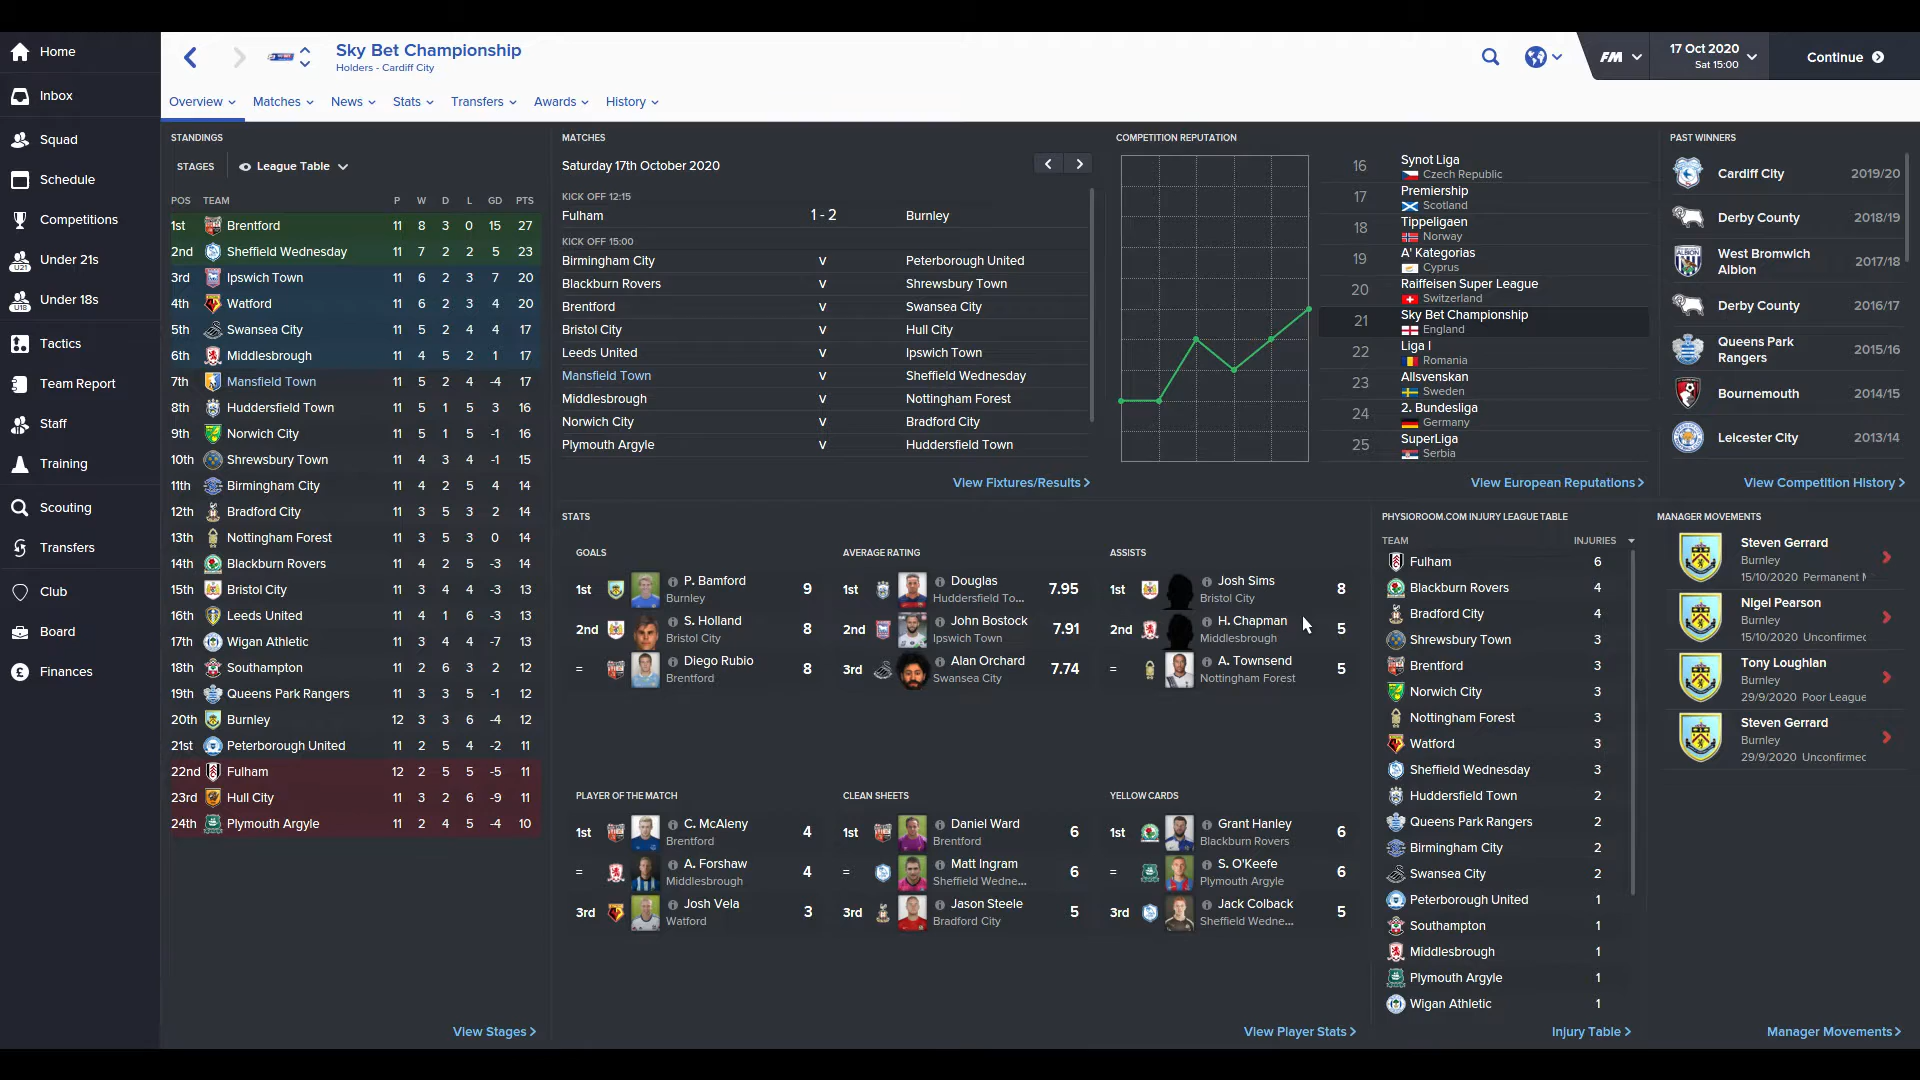 Home
Inbox
Squad
Schedule
Competitions
Under 21s
Under 18s
Tactics
Team Report
Staff
Training
Scouting
Transfers
Club
Board
Finances
Sky Bet Championship
Holders - Cardiff City
FM
17 Oct 2020
Sat 15:00
Continue
Overview Matches News Stats Transfers Awards History
STANDINGS
STAGES League Table
POS TEAM P W D L GD PTS
1st Brentford 11 8 3 0 15 27
2nd Sheffield Wednesday 11 7 2 2 5 23
3rd Ipswich Town 11 6 2 3 7 20
4th Watford 11 6 2 3 4 20
5th Swansea City 11 5 2 4 4 17
6th Middlesbrough 11 4 5 2 1 17
7th Mansfield Town 11 5 2 4 -4 17
8th Huddersfield Town 11 5 1 5 3 16
9th Norwich City 11 5 1 5 -1 16
10th Shrewsbury Town 11 4 3 4 -1 15
11th Birmingham City 11 4 2 5 4 14
12th Bradford City 11 3 5 3 2 14
13th Nottingham Forest 11 3 5 3 0 14
14th Blackburn Rovers 11 4 2 5 -3 14
15th Bristol City 11 3 4 4 -3 13
16th Leeds United 11 4 1 6 -3 13
17th Wigan Athletic 11 3 4 4 -7 13
18th Southampton 11 2 6 3 2 12
19th Queens Park Rangers 11 3 3 5 -1 12
20th Burnley 12 3 3 6 -4 12
21st Peterborough United 11 2 5 4 -2 11
22nd Fulham 12 2 5 5 -5 11
23rd Hull City 11 3 2 6 -9 11
24th Plymouth Argyle 11 2 4 5 -4 10
View Stages
MATCHES
Saturday 17th October 2020
KICK OFF 12:15
Fulham 1 - 2 Burnley
KICK OFF 15:00
Birmingham City v Peterborough United
Blackburn Rovers v Shrewsbury Town
Brentford v Swansea City
Bristol City v Hull City
Leeds United v Ipswich Town
Mansfield Town v Sheffield Wednesday
Middlesbrough v Nottingham Forest
Norwich City v Bradford City
Plymouth Argyle v Huddersfield Town
View Fixtures/Results
COMPETITION REPUTATION
16 Synot Liga
Czech Republic
17 Premiership
Scotland
18 Tippeligaen
Norway
19 A' Kategorias
Cyprus
20 Raiffeisen Super League
Switzerland
21 Sky Bet Championship
England
22 Liga I
Romania
23 Allsvenskan
Sweden
24 2. Bundesliga
Germany
25 SuperLiga
Serbia
View European Reputations
PAST WINNERS
Cardiff City 2019/20
Derby County 2018/19
West Bromwich Albion 2017/18
Derby County 2016/17
Queens Park Rangers 2015/16
Bournemouth 2014/15
Leicester City 2013/14
View Competition History
STATS
GOALS
1st P. Bamford 9
Burnley
2nd S. Holland 8
Bristol City
= Diego Rubio 8
Brentford
AVERAGE RATING
1st Douglas 7.95
Huddersfield To...
2nd John Bostock 7.91
Ipswich Town
3rd Alan Orchard 7.74
Swansea City
ASSISTS
1st Josh Sims 8
Bristol City
2nd H. Chapman 5
Middlesbrough
= A. Townsend 5
Nottingham Forest
PLAYER OF THE MATCH
1st C. McAleny 4
Brentford
= A. Forshaw 4
Middlesbrough
3rd Josh Vela 3
Watford
CLEAN SHEETS
1st Daniel Ward 6
Brentford
= Matt Ingram 6
Sheffield Wedne...
3rd Jason Steele 5
Bradford City
YELLOW CARDS
1st Grant Hanley 6
Blackburn Rovers
= S. O'Keefe 6
Plymouth Argyle
3rd Jack Colback 5
Sheffield Wedne...
View Player Stats
PHYSIOROOM.COM INJURY LEAGUE TABLE
TEAM INJURIES
Fulham 6
Blackburn Rovers 4
Bradford City 4
Shrewsbury Town 3
Brentford 3
Norwich City 3
Nottingham Forest 3
Watford 3
Sheffield Wednesday 3
Huddersfield Town 2
Queens Park Rangers 2
Birmingham City 2
Swansea City 2
Peterborough United 1
Southampton 1
Middlesbrough 1
Plymouth Argyle 1
Wigan Athletic 1
Injury Table
MANAGER MOVEMENTS
Steven Gerrard
Burnley
15/10/2020 Permanent M
Nigel Pearson
Burnley
15/10/2020 Unconfirmed
Tony Loughlan
Burnley
29/9/2020 Poor League
Steven Gerrard
Burnley
29/9/2020 Unconfirmed
Manager Movements